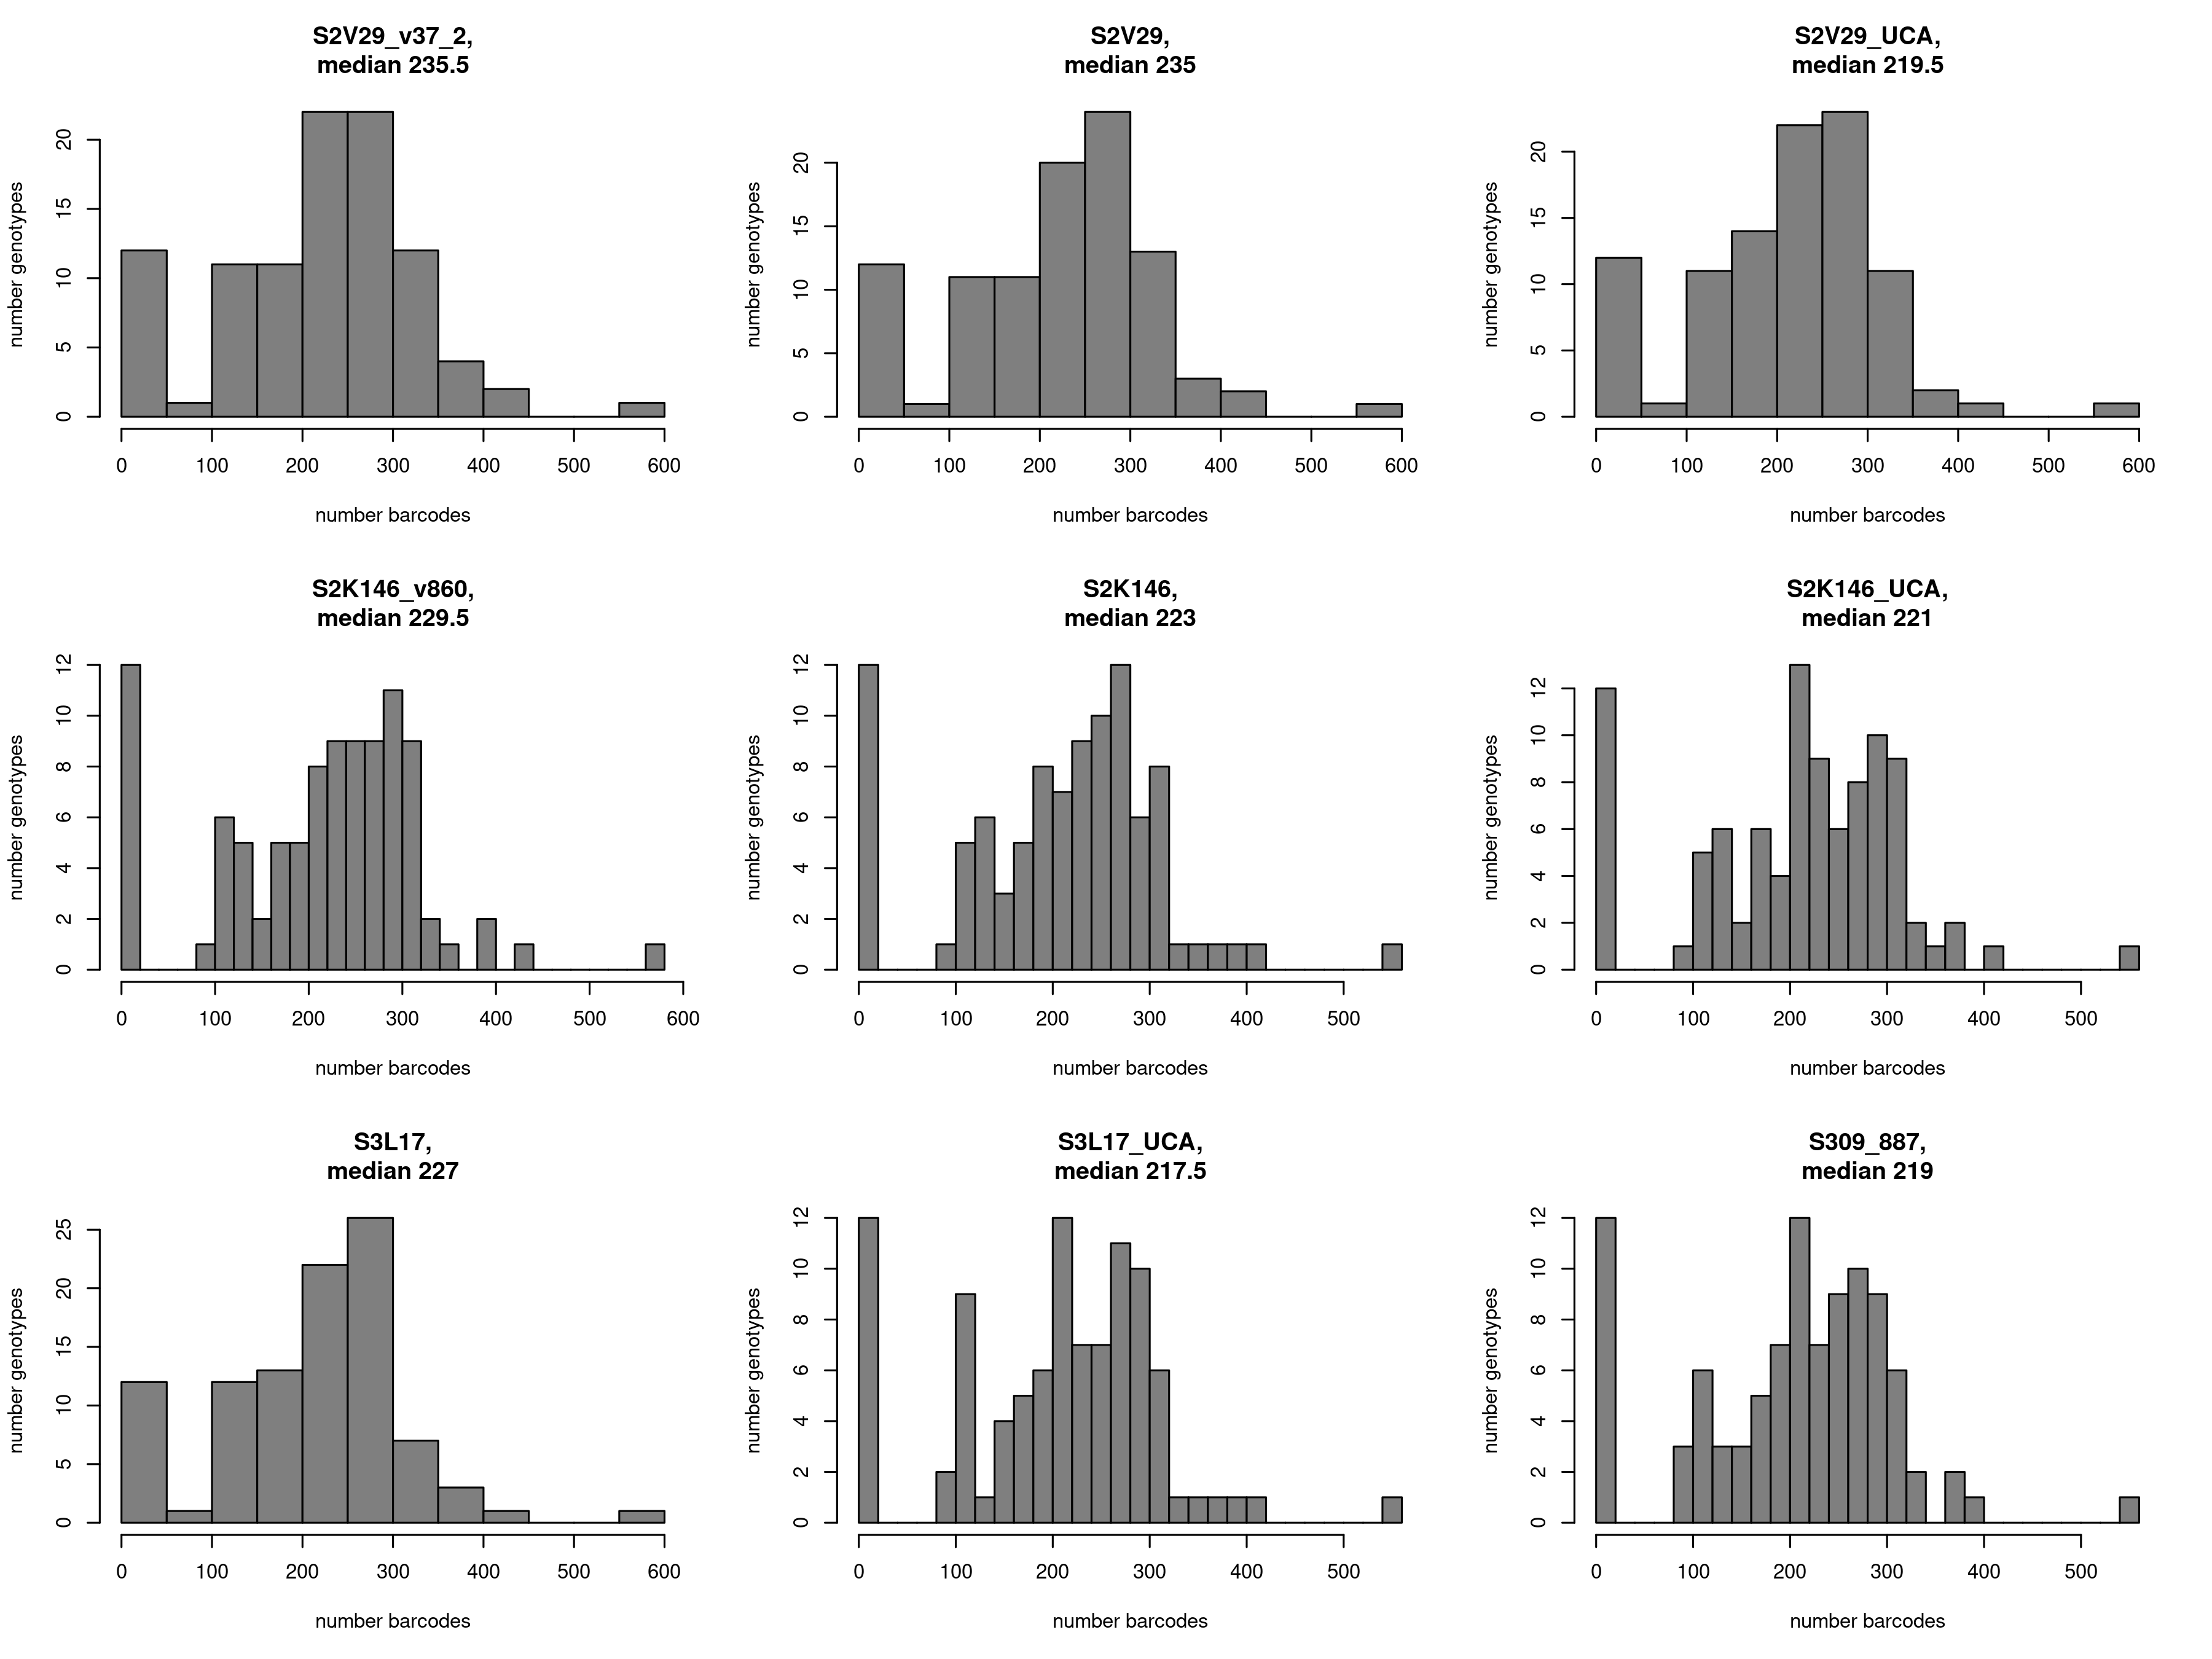 S2V29_v37_2,
median 235.5
number genotypes
0 5 10 15 20
0 100 200 300 400 500 600
number barcodes
S2V29,
median 235
number genotypes
0 5 10 15 20
0 100 200 300 400 500 600
number barcodes
S2V29_UCA,
median 219.5
number genotypes
0 5 10 15 20
0 100 200 300 400 500 600
number barcodes
S2K146_v860,
median 229.5
number genotypes
0 2 4 6 8 10 12
0 100 200 300 400 500 600
number barcodes
S2K146,
median 223
number genotypes
0 2 4 6 8 10 12
0 100 200 300 400 500
number barcodes
S2K146_UCA,
median 221
number genotypes
0 2 4 6 8 10 12
0 100 200 300 400 500
number barcodes
S3L17,
median 227
number genotypes
0 5 10 15 20 25
0 100 200 300 400 500 600
number barcodes
S3L17_UCA,
median 217.5
number genotypes
0 2 4 6 8 10 12
0 100 200 300 400 500
number barcodes
S309_887,
median 219
number genotypes
0 2 4 6 8 10 12
0 100 200 300 400 500
number barcodes